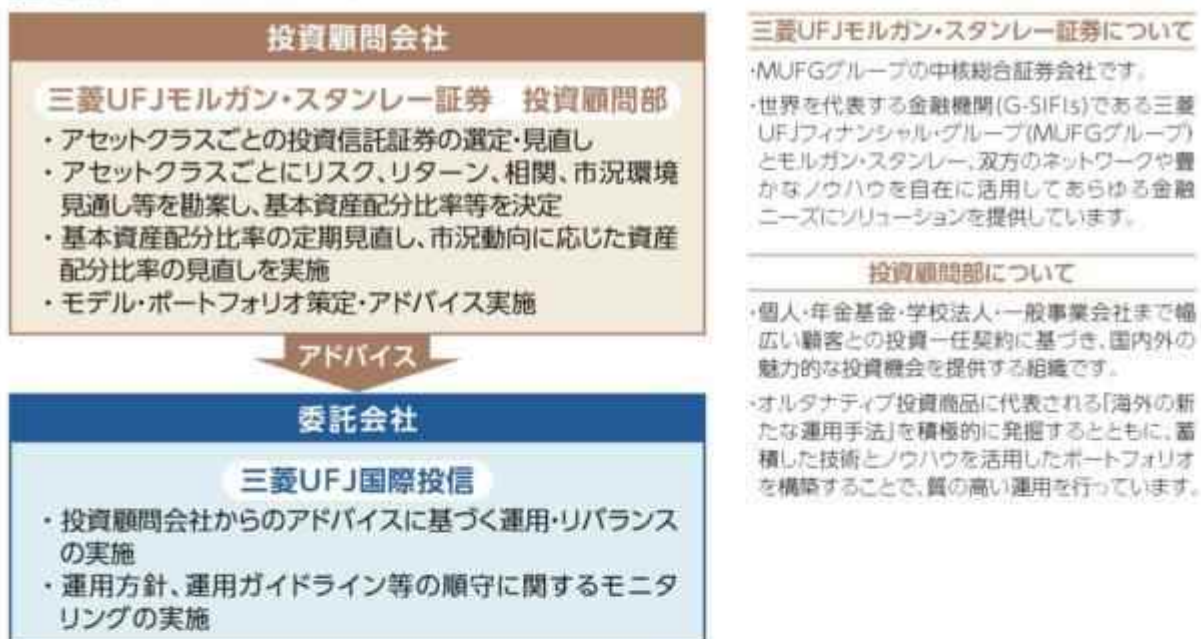 投資顧問会社
三菱UFJモルガン・スタンレー証券 投資顧問部
・アセットクラスごとの投資信託証券の選定・見直し
・アセットクラスごとにリスク、リターン、相関、市況環境
見通し等を勘案し、基本資産配分比率等を決定
・基本資産配分比率の定期見直し、市況動向に応じた資産
配分比率の見直しを実施
・モデル・ポートフォリオ策定・アドバイス実施
アドバイス
委託会社
三菱UFJ国際投信
・投資顧問会社からのアドバイスに基づく運用・リバランス
の実施
・運用方針、運用ガイドライン等の順守に関するモニタ
リングの実施
三菱UFJモルガン・スタンレー証券について
・MUFGグループの中核総合証券会社です。
・世界を代表する金融機関(G-SIFIs)である三菱
UFJフィナンシャル・グループ(MUFGグループ)
とモルガン・スタンレー、双方のネットワークや豊
かなノウハウを自在に活用してあらゆる金融
ニーズにソリューションを提供しています。
投資顧問部について
・個人・年金基金・学校法人・一般事業会社まで幅
広い顧客との投資一任契約に基づき、国内外の
魅力的な投資機会を提供する組織です。
・オルタナティブ投資商品に代表される「海外の新
たな運用手法」を積極的に発掘するとともに、蓄
積した技術とノウハウを活用したポートフォリオ
を構築することで、質の高い運用を行っています。